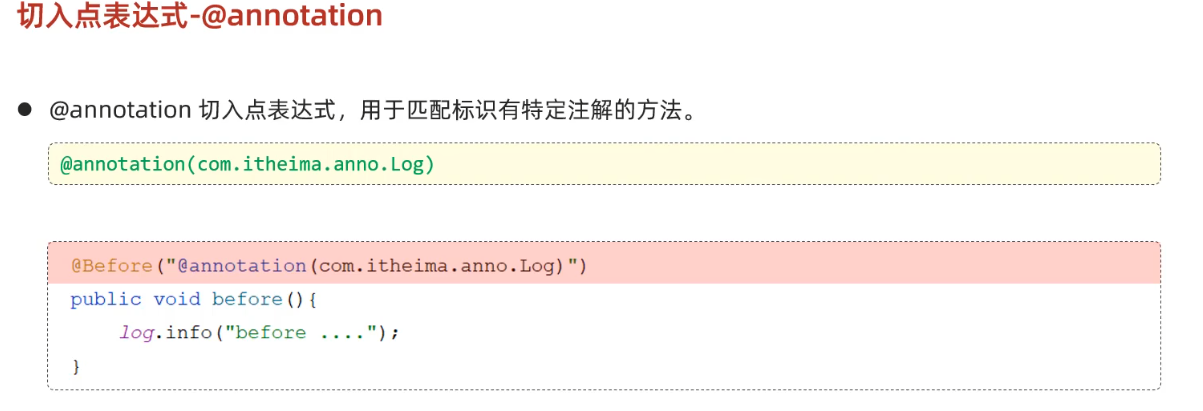 切入点表达式-@annotation
● @annotation 切入点表达式，用于匹配标识有特定注解的方法。
@annotation(com.itheima.anno.Log)
@Before("@annotation(com.itheima.anno.Log)")
public void before(){
    log.info("before ....");
}